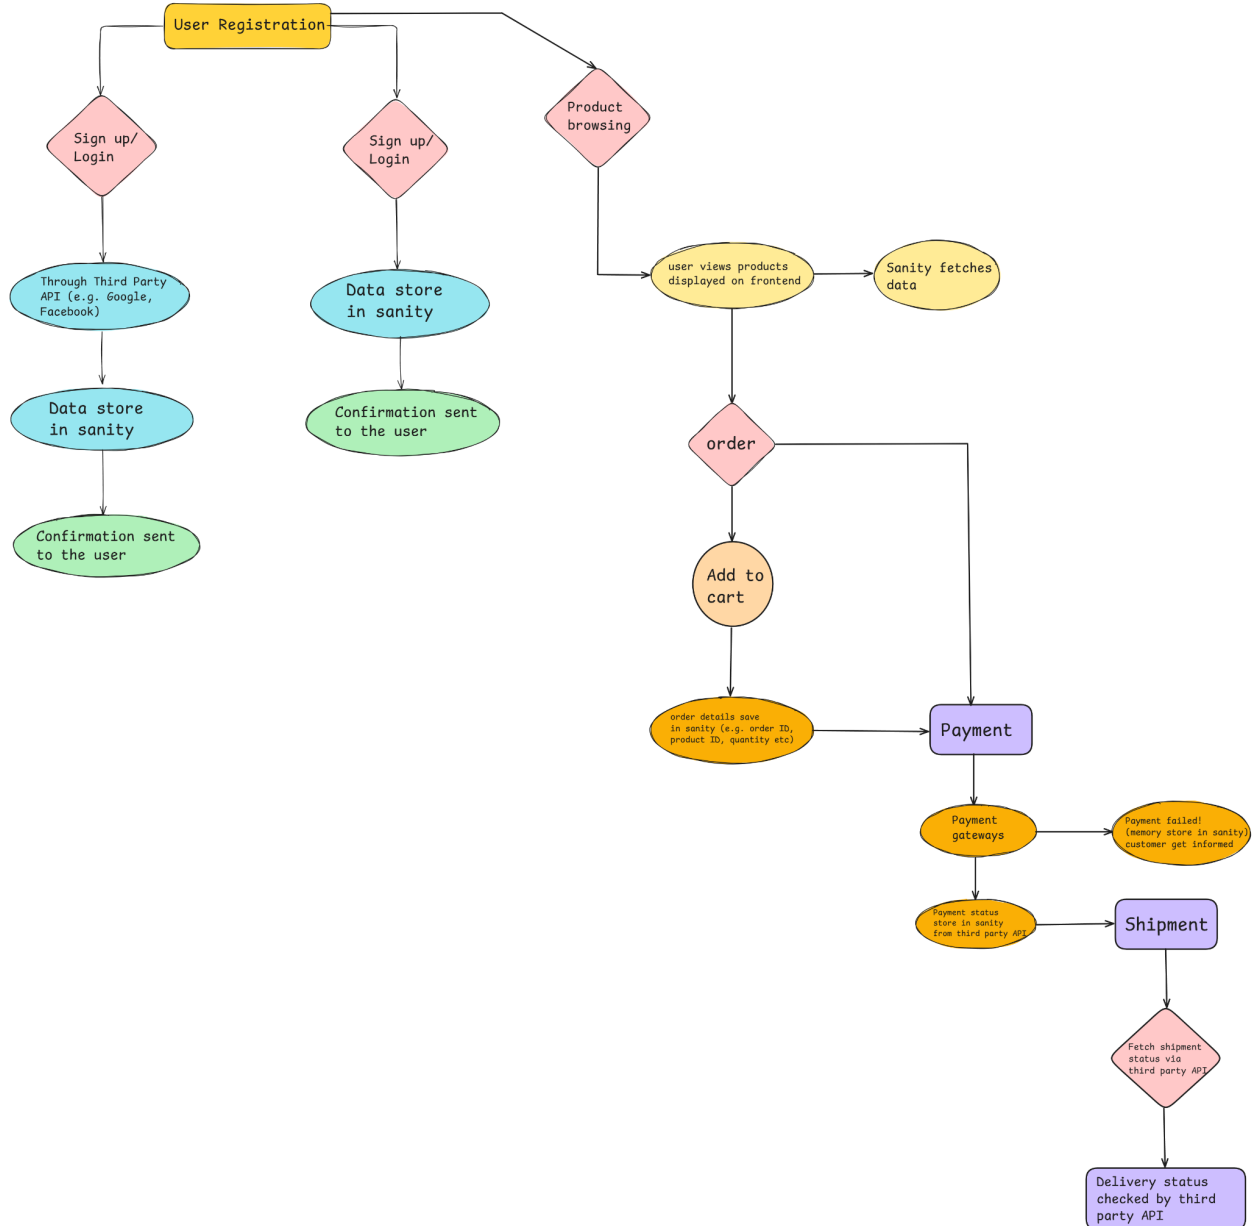 User Registration
Sign up/
Login
Sign up/
Login
Product
browsing
Through Third Party
API (e.g. Google,
Facebook)
Data store
in sanity
user views products
displayed on frontend
Sanity fetches
data
Data store
in sanity
Confirmation sent
to the user
order
Confirmation sent
to the user
Add to
cart
order details save
in sanity (e.g. order ID,
product ID, quantity etc)
Payment
Payment
gateways
Payment failed!
(memory store in sanity)
customer get informed
Payment status
store in sanity
from third party API
Shipment
Fetch shipment
status via
third party API
Delivery status
checked by third
party API